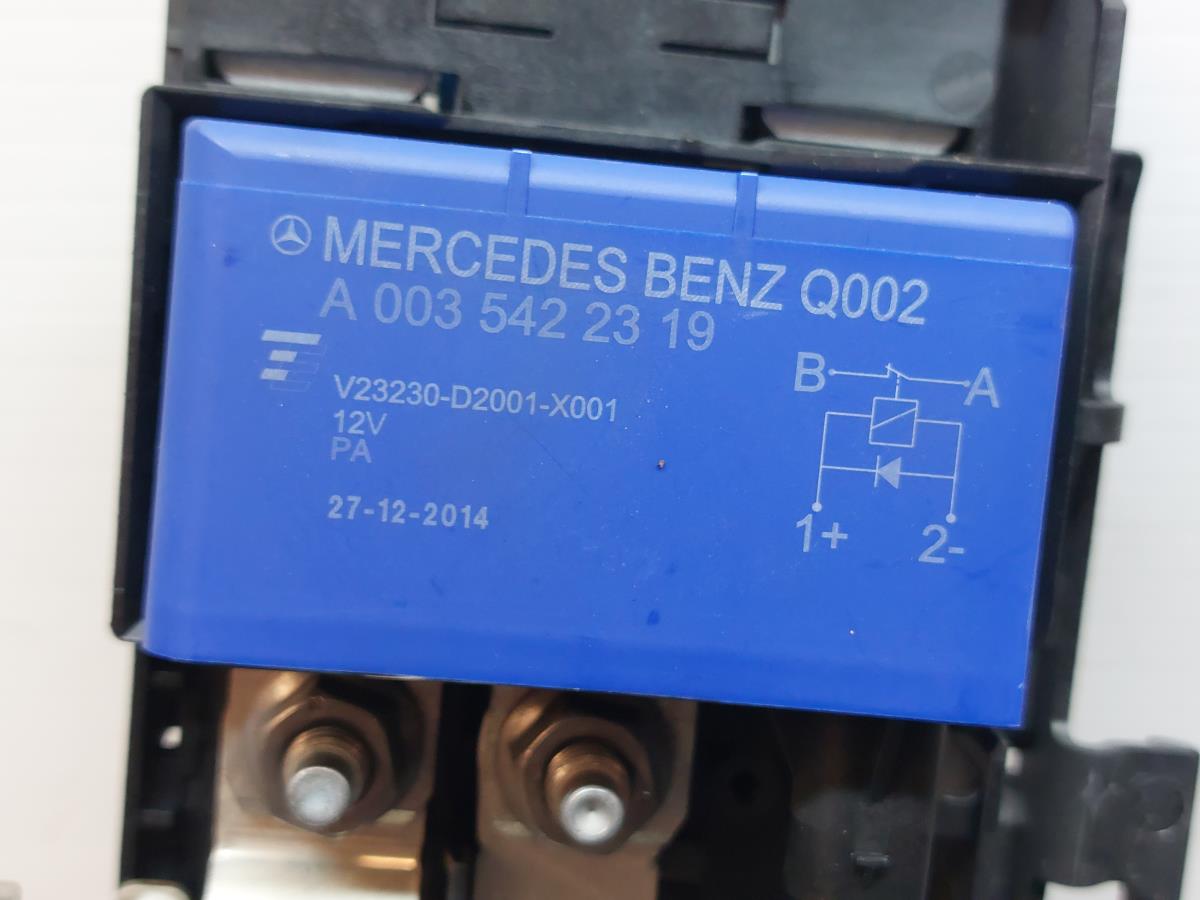 MERCEDES BENZ Q002
A 003 542 23 19
V23230-D2001-X001
12V
PA
27-12-2014
B A
1+ 2-